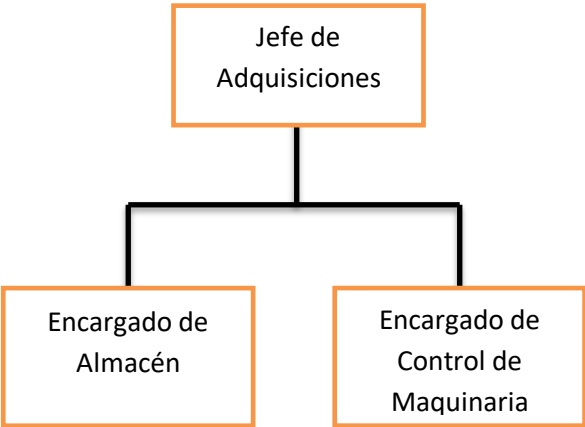 Jefe de
Adquisiciones
Encargado de
Almacén
Encargado de
Control de
Maquinaria